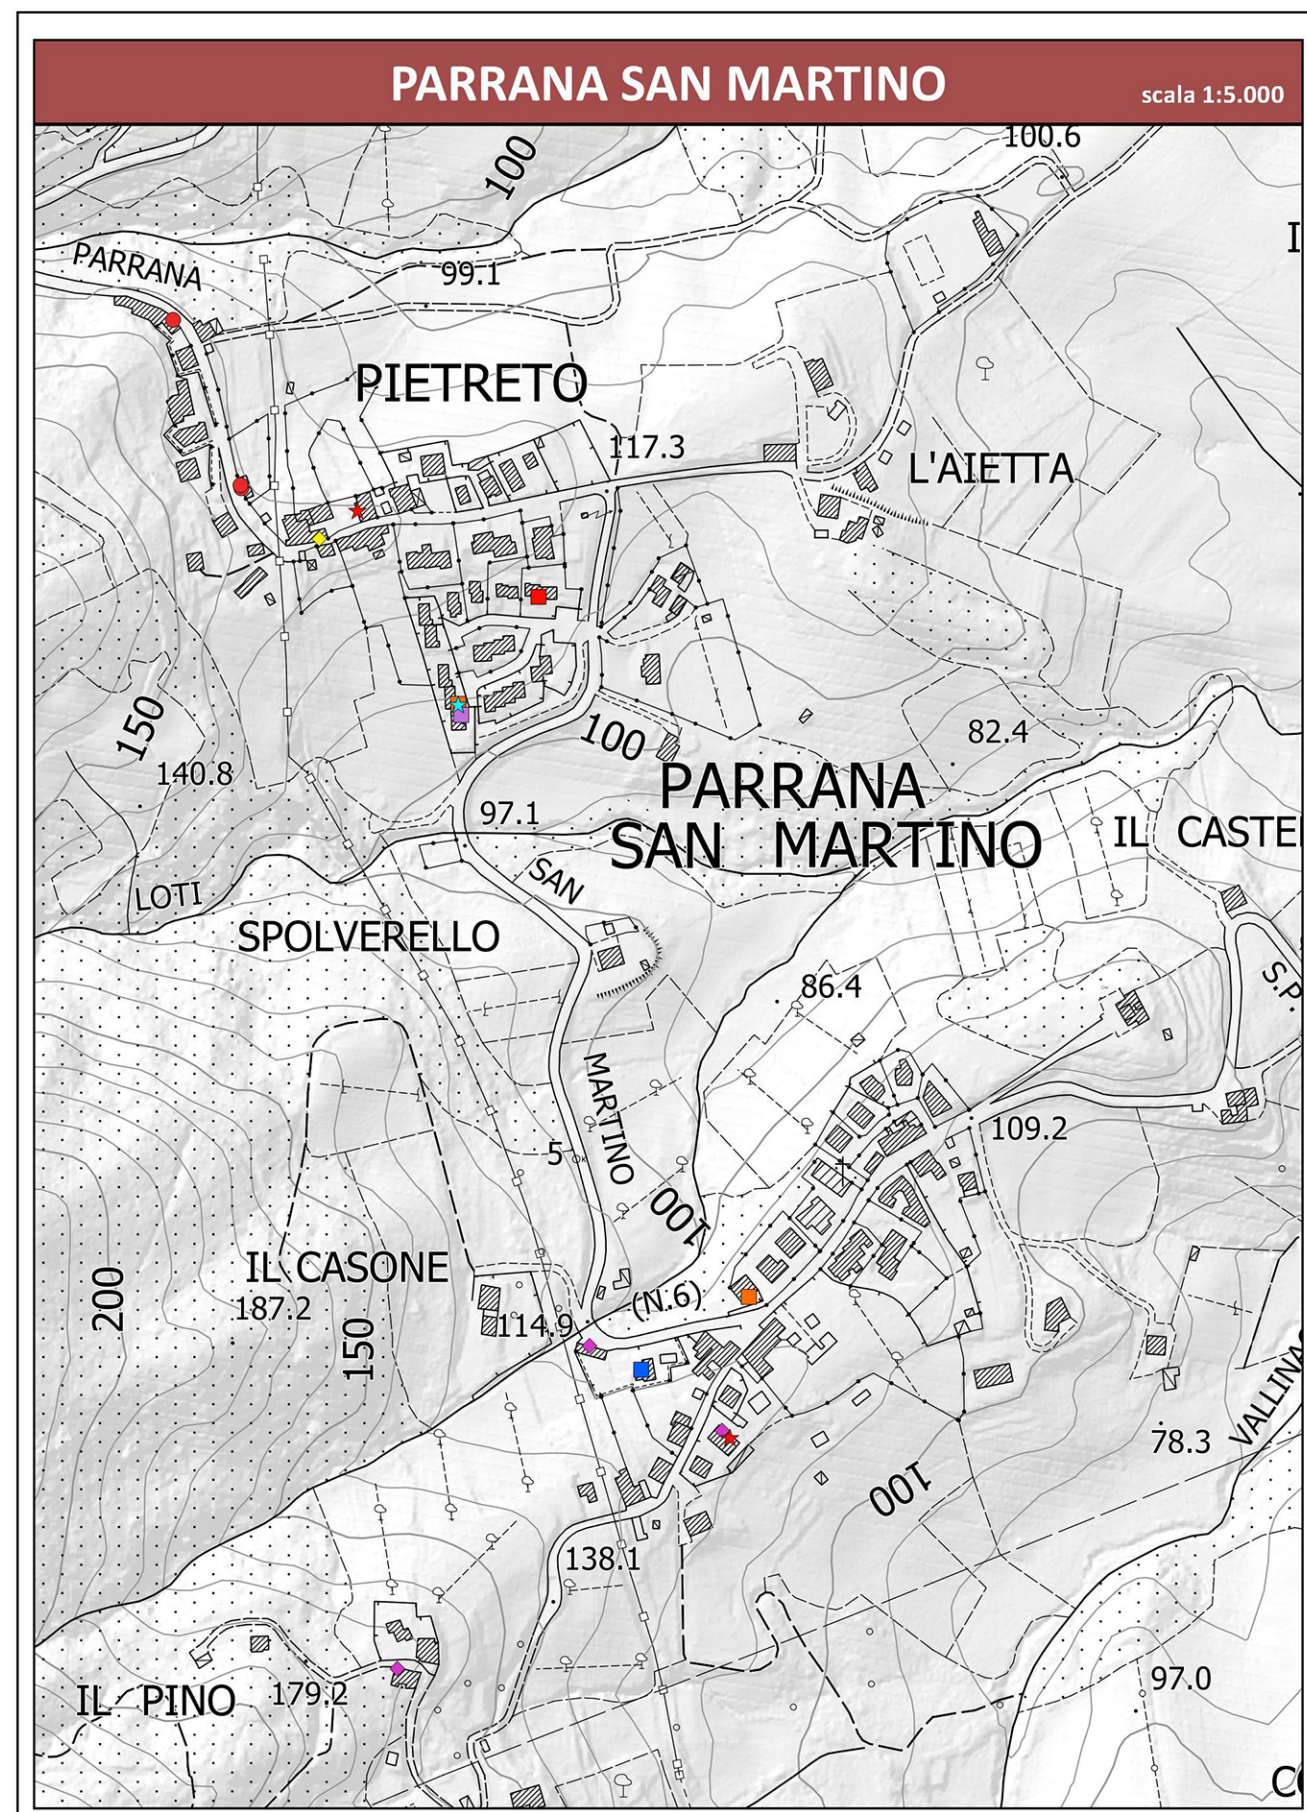 PARRANA SAN MARTINO
scala 1:5.000
100.6
100
PARRANA
99.1
PIETRETO
117.3
L'AIETTA
150
100
82.4
140.8
PARRANA
SAN MARTINO
97.1
IL CASTE
SAN
LOTI
SPOLVERELLO
86.4
S.P.
MARTINO
109.2
5
100
IL CASONE
200
187.2
(N.6)
114.9
150
VALLINA
78.3
100
138.1
97.0
IL PINO
179.2